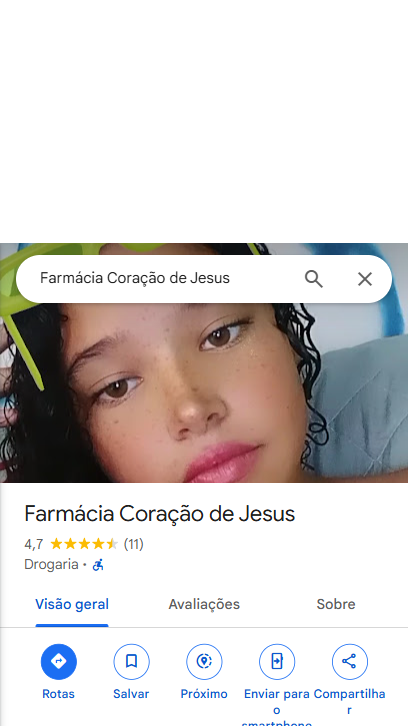 Farmácia Coração de Jesus
Farmácia Coração de Jesus
4,7 (11)
Drogaria ·
Visão geral Avaliações Sobre
Rotas Salvar Próximo Enviar para o smartphone Compartilhar